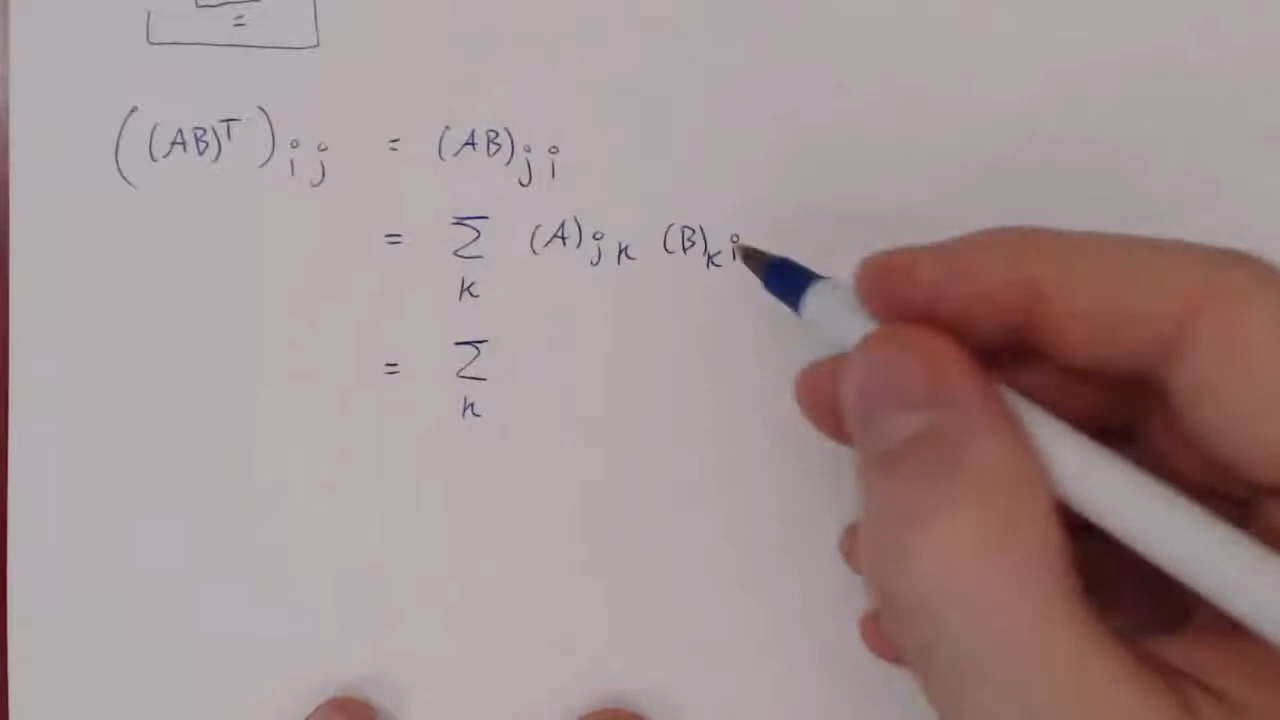 =
((AB)ᵀ)ᵢⱼ = (AB)ⱼᵢ
= Σₖ (A)ⱼₖ (B)ₖᵢ
= Σₖ